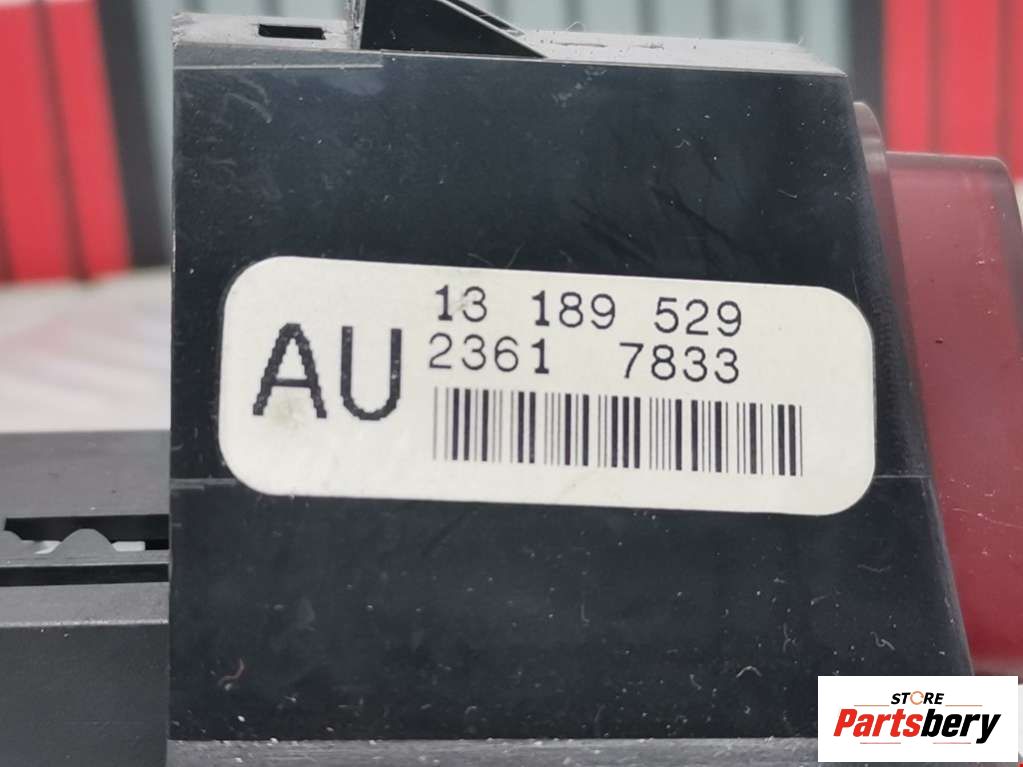 AU
13 189 529
2361 7833
STORE
Partsbery